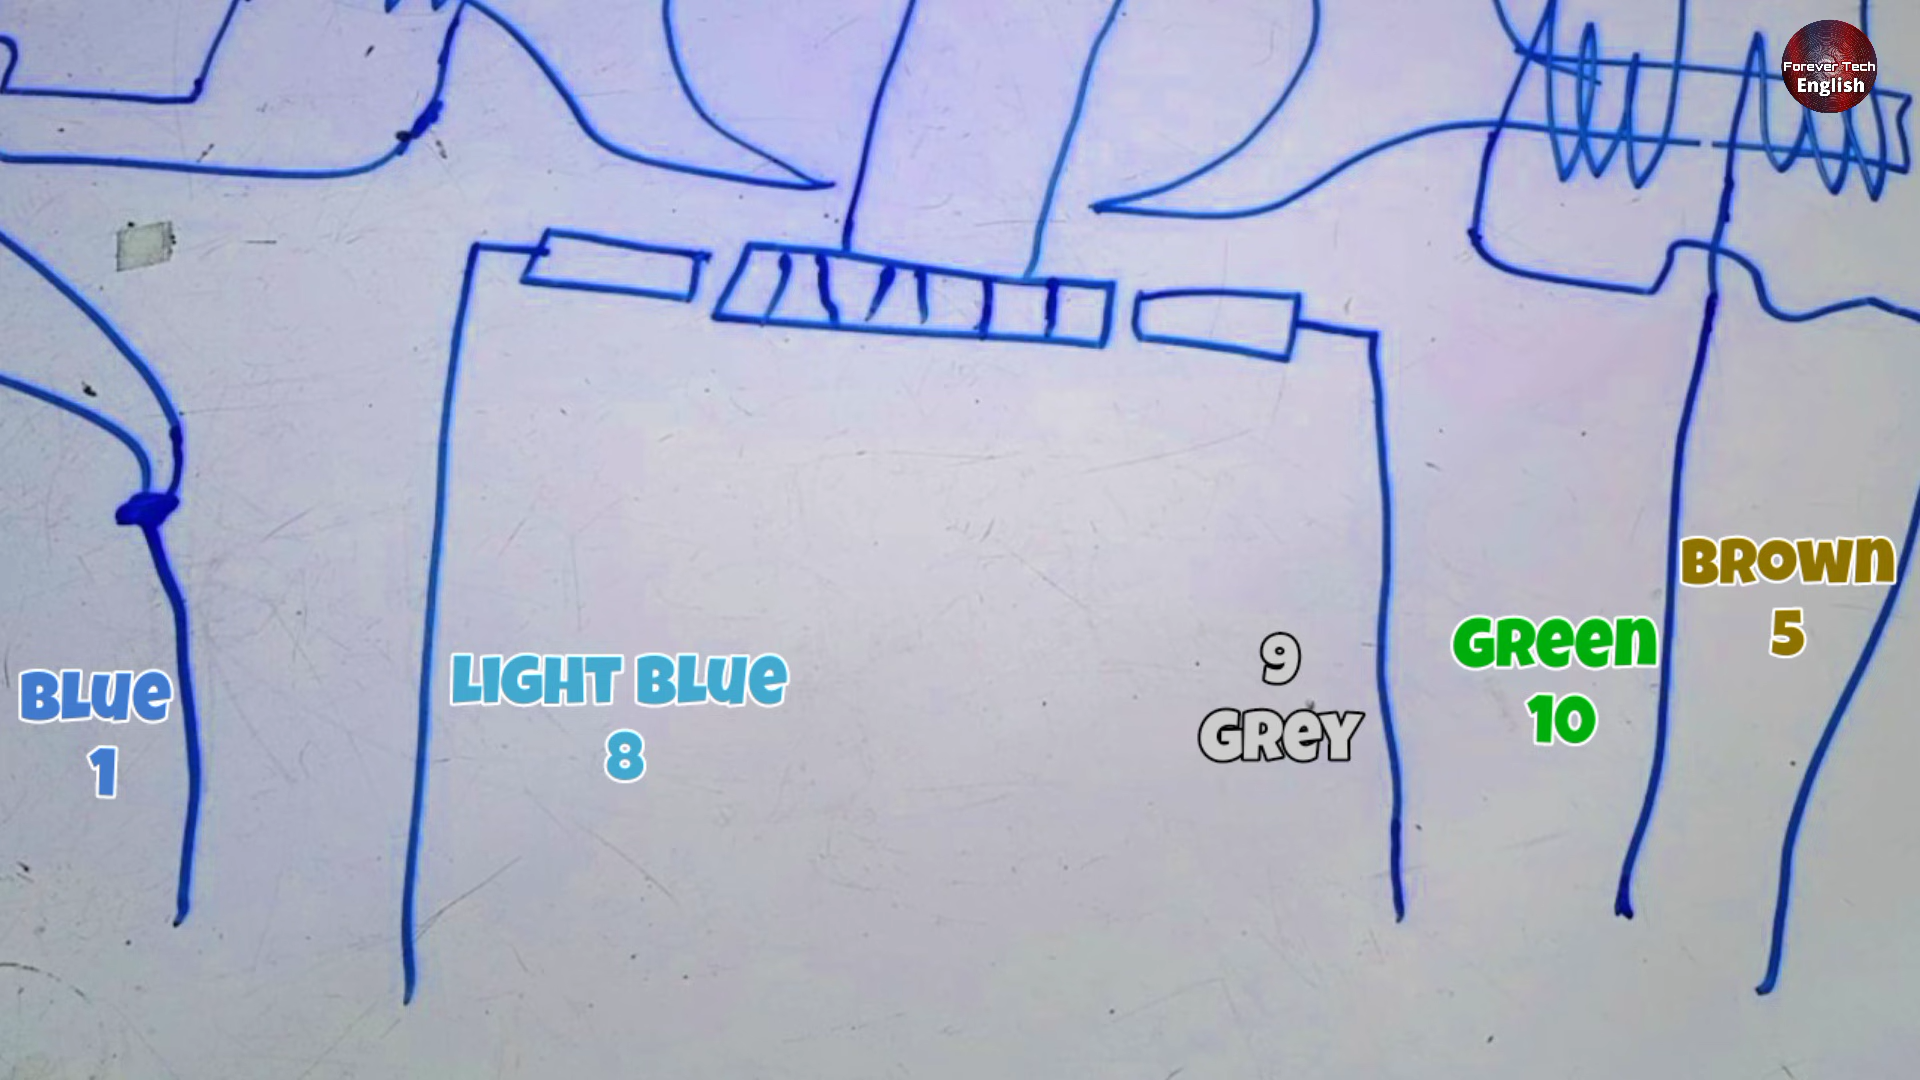 Forever Tech
English
BROWN
5
GREEN
10
9
GREY
LIGHT BLUE
8
BLUE
1